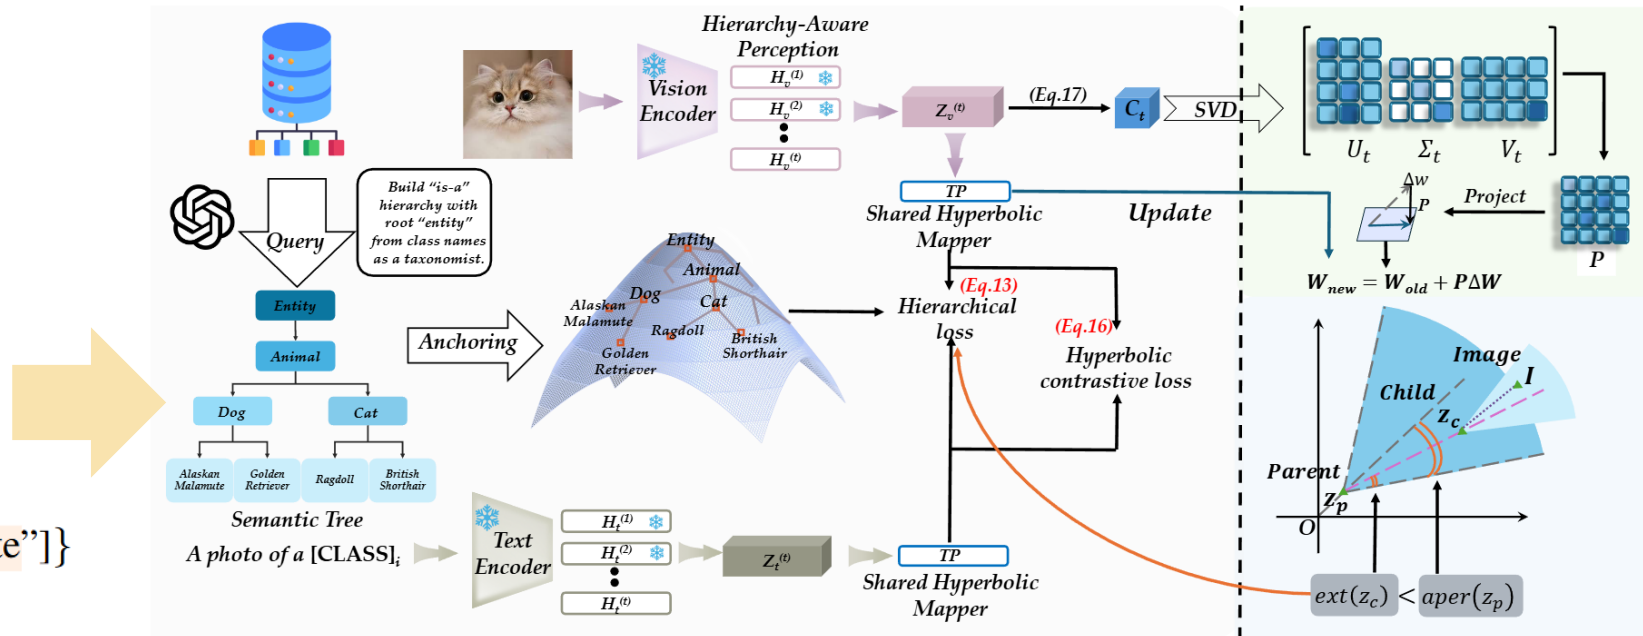 Hierarchy-Aware
Perception
Vision
Encoder
H_v^(1)
H_v^(2)
H_v^(t)
Z_v^(t)
(Eq.17)
C_t
SVD
U_t
Σ_t
V_t
Build “is-a”
hierarchy with
root “entity”
from class names
as a taxonomist.
Query
TP
Shared Hyperbolic
Mapper
Update
Δw
P
Project
P
W_new = W_old + PΔW
Entity
Animal
Dog
Cat
Alaskan
Malamute
Golden
Retriever
Ragdoll
British
Shorthair
Semantic Tree
Anchoring
Entity
Animal
Dog
Cat
Alaskan
Malamute
Ragdoll
Golden
Retriever
British
Shorthair
(Eq.13)
Hierarchical
loss
(Eq.16)
Hyperbolic
contrastive loss
Image
I
Child
z_c
Parent
z_p
O
ext(z_c) < aper(z_p)
te”]}
A photo of a [CLASS]_i
Text
Encoder
H_t^(1)
H_t^(2)
H_t^(t)
Z_t^(t)
TP
Shared Hyperbolic
Mapper